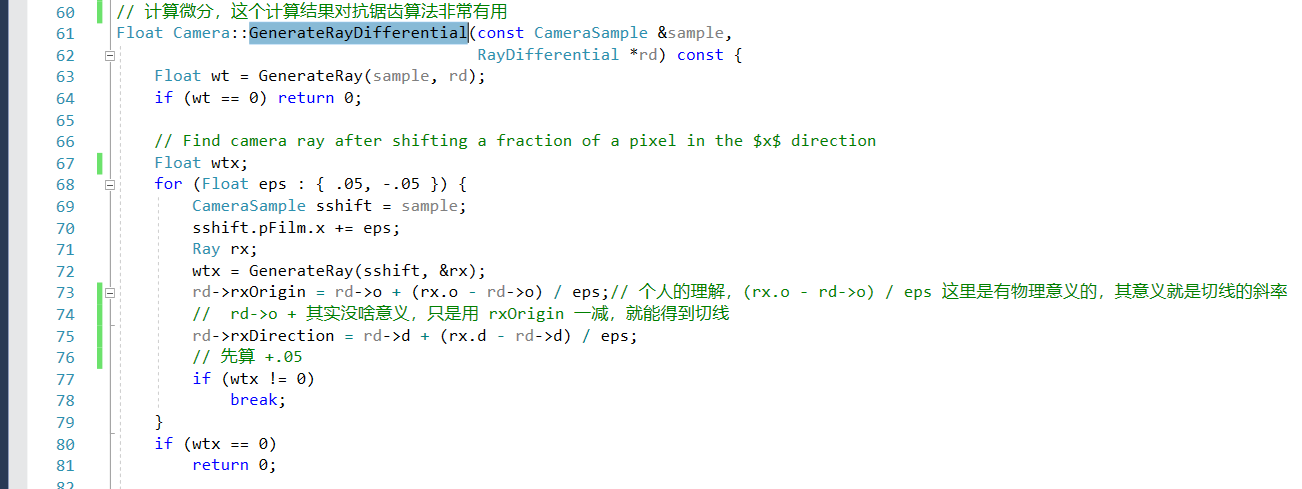 60 // 计算微分，这个计算结果对抗锯齿算法非常有用
61 Float Camera::GenerateRayDifferential(const CameraSample &sample,
62 RayDifferential *rd) const {
63 Float wt = GenerateRay(sample, rd);
64 if (wt == 0) return 0;
65
66 // Find camera ray after shifting a fraction of a pixel in the $x$ direction
67 Float wtx;
68 for (Float eps : { .05, -.05 }) {
69 CameraSample sshift = sample;
70 sshift.pFilm.x += eps;
71 Ray rx;
72 wtx = GenerateRay(sshift, &rx);
73 rd->rxOrigin = rd->o + (rx.o - rd->o) / eps;// 个人的理解，(rx.o - rd->o) / eps 这里是有物理意义的，其意义就是切线的斜率
74 // rd->o + 其实没啥意义，只是用 rxOrigin 一减，就能得到切线
75 rd->rxDirection = rd->d + (rx.d - rd->d) / eps;
76 // 先算 +.05
77 if (wtx != 0)
78 break;
79 }
80 if (wtx == 0)
81 return 0;
82